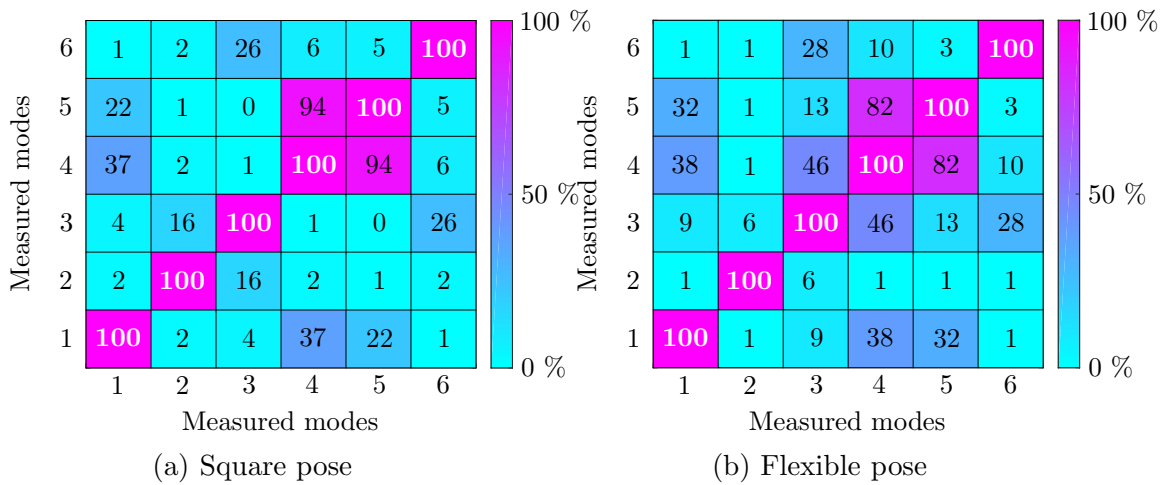 Measured modes
6 1 2 26 6 5 100
5 22 1 0 94 100 5
4 37 2 1 100 94 6
3 4 16 100 1 0 26
2 2 100 16 2 1 2
1 100 2 4 37 22 1
1 2 3 4 5 6
Measured modes
100 %
50 %
0 %
(a) Square pose
Measured modes
6 1 1 28 10 3 100
5 32 1 13 82 100 3
4 38 1 46 100 82 10
3 9 6 100 46 13 28
2 1 100 6 1 1 1
1 100 1 9 38 32 1
1 2 3 4 5 6
Measured modes
100 %
50 %
0 %
(b) Flexible pose